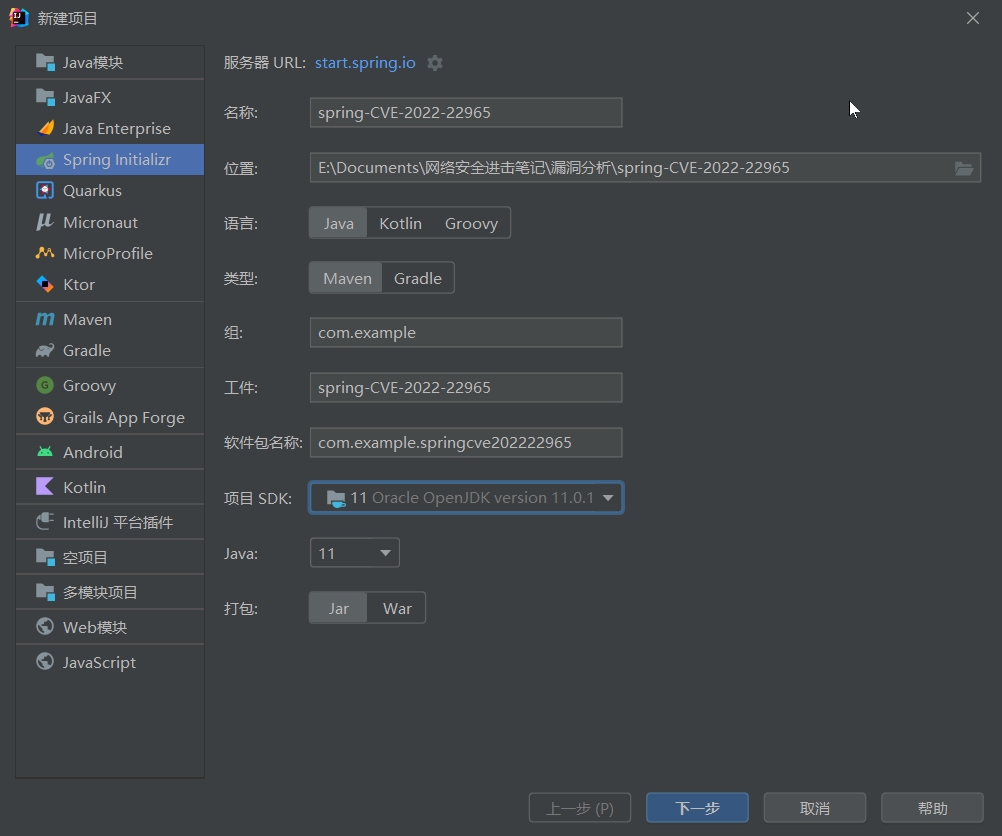 新建项目
Java模块
JavaFX
Java Enterprise
Spring Initializr
Quarkus
Micronaut
MicroProfile
Ktor
Maven
Gradle
Groovy
Grails App Forge
Android
Kotlin
IntelliJ 平台插件
空项目
多模块项目
Web模块
JavaScript
服务器 URL: start.spring.io
名称: spring-CVE-2022-22965
位置: E:\Documents\网络安全进击笔记\漏洞分析\spring-CVE-2022-22965
语言: Java Kotlin Groovy
类型: Maven Gradle
组: com.example
工件: spring-CVE-2022-22965
软件包名称: com.example.springcve202222965
项目 SDK: 11 Oracle OpenJDK version 11.0.1
Java: 11
打包: Jar War
上一步 (P) 下一步 取消 帮助